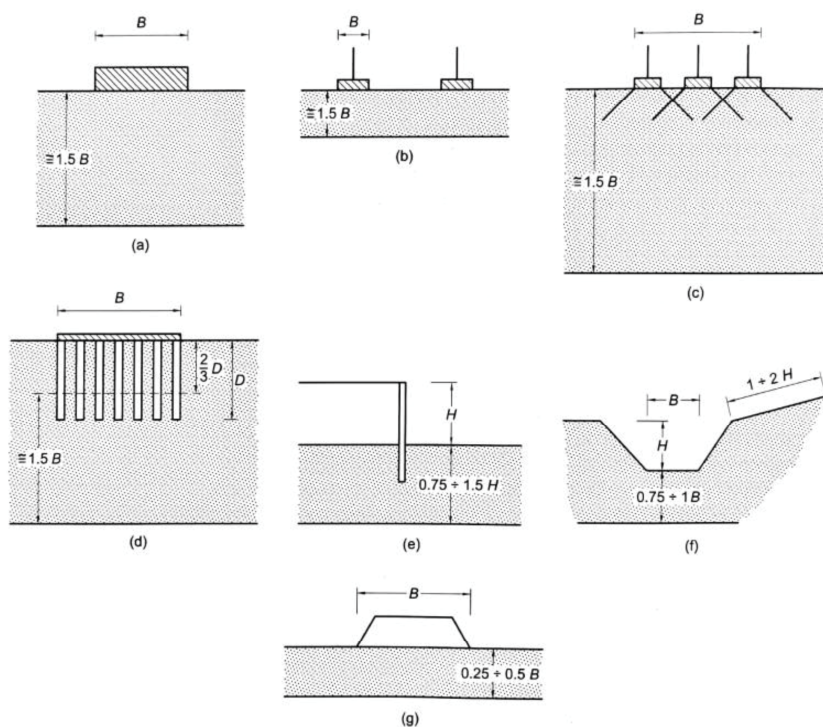 B
≅1.5 B
(a)
B
≅1.5 B
(b)
B
≅1.5 B
(c)
B
2/3 D
D
≅1.5 B
(d)
H
0.75 ÷ 1.5 H
(e)
1 ÷ 2 H
B
H
0.75 ÷ 1B
(f)
B
0.25 ÷ 0.5 B
(g)